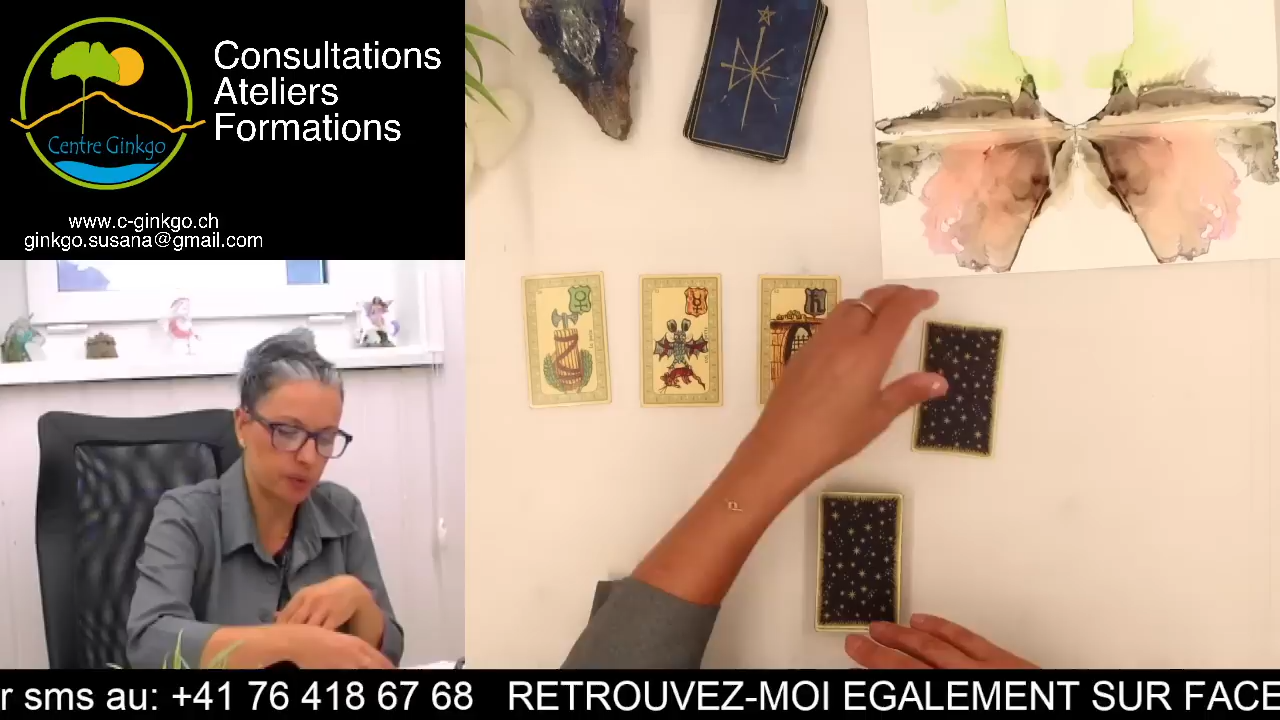 Consultations
Ateliers
Formations
Centre Ginkgo
www.c-ginkgo.ch
ginkgo.susana@gmail.com
r sms au: +41 76 418 67 68 RETROUVEZ-MOI EGALEMENT SUR FACE